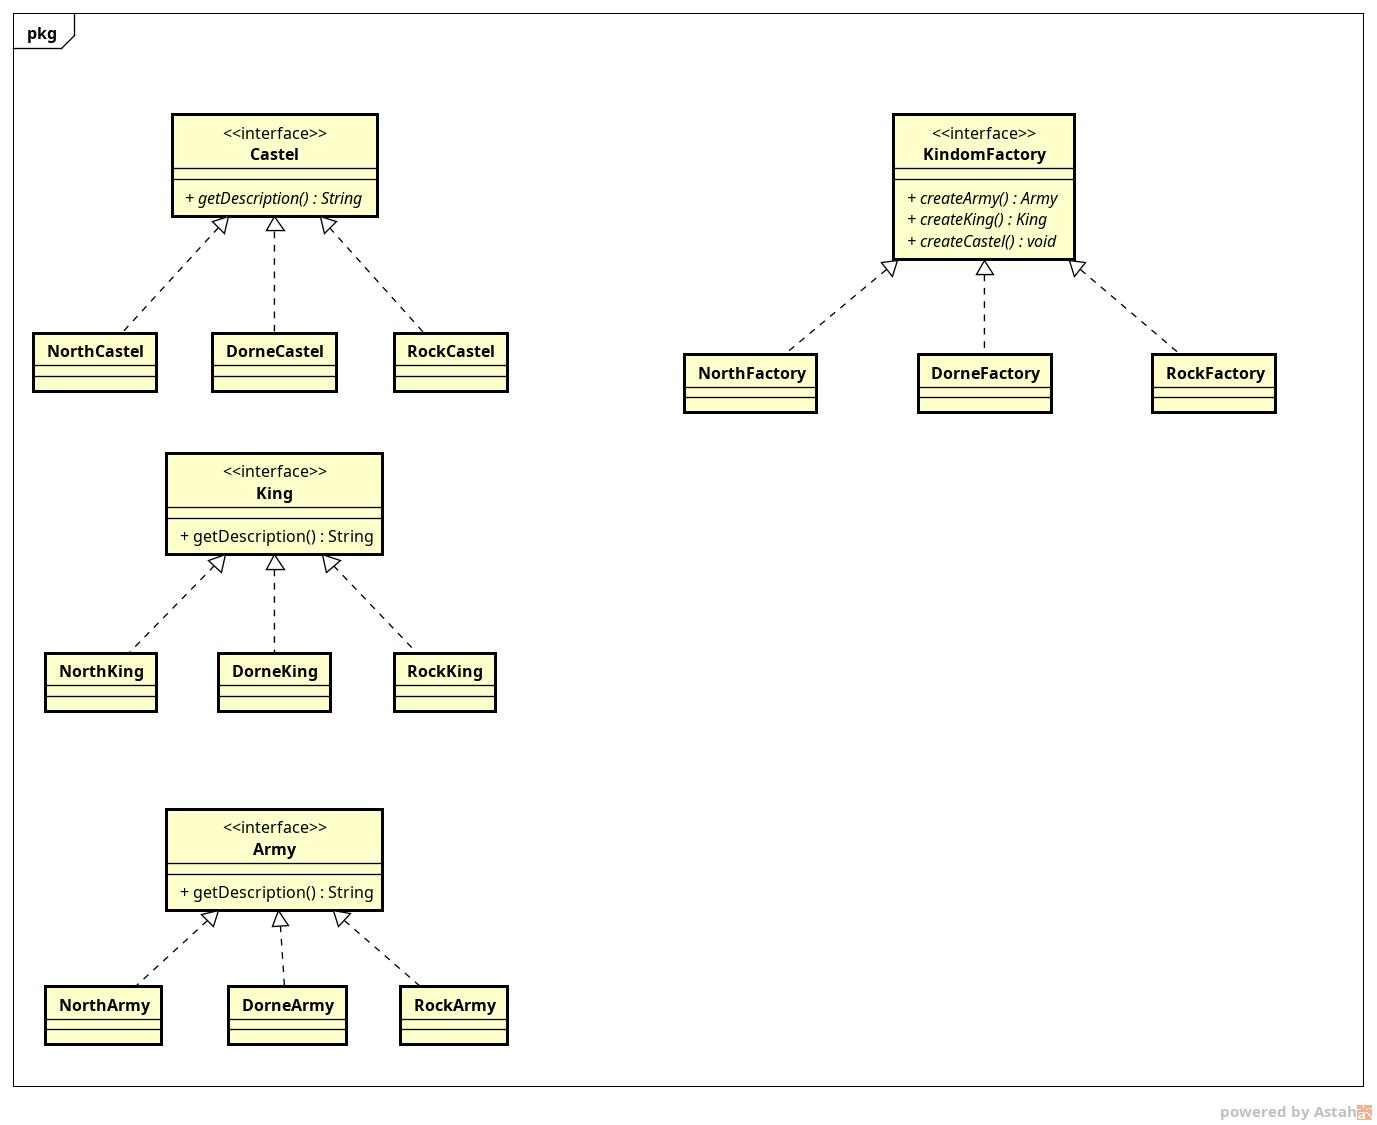 pkg
<<interface>>
Castel
+ getDescription() : String
NorthCastel
DorneCastel
RockCastel
<<interface>>
KindomFactory
+ createArmy() : Army
+ createKing() : King
+ createCastel() : void
NorthFactory
DorneFactory
RockFactory
<<interface>>
King
+ getDescription() : String
NorthKing
DorneKing
RockKing
<<interface>>
Army
+ getDescription() : String
NorthArmy
DorneArmy
RockArmy
powered by Astah